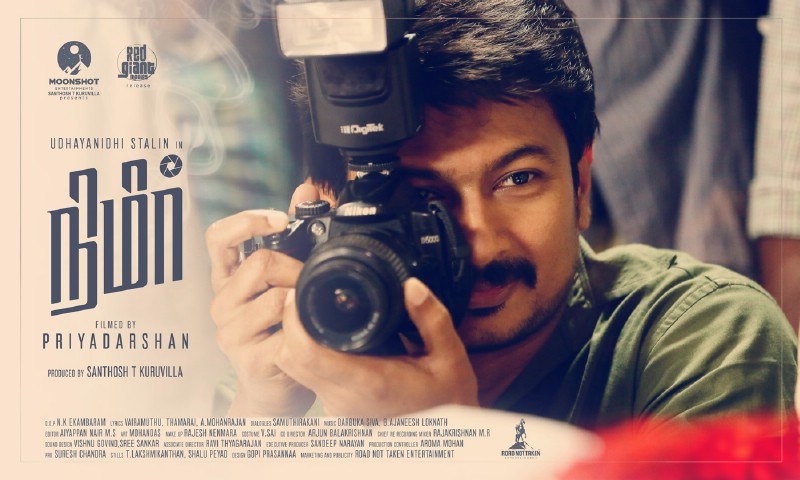 MOONSHOT
ENTERTAINMENTS
SANTHOSH T KURUVILLA
presents
Red
giant
movies
release
UDHAYANIDHI STALIN IN
நிமிர்
FILMED BY
PRIYADARSHAN
PRODUCED BY SANTHOSH T KURUVILLA
DigiTek
Nikon
D5000
D.O.P N.K EKAMBARAM LYRICS VAIRAMUTHU, THAMARAI, A.MOHANRAJAN DIALOGUES SAMUTHIRAKANI MUSIC DARBUKA SIVA, B.AJANEESH LOKNATH
EDITOR AIYAPPAN NAIR M.S ART MOHANDAS MAKE UP RAJESH NENMARA COSTUME V.SAI CO DIRECTOR ARJUN BALAKRISHNAN CHIEF RE RECORDING MIXER RAJAKRISHNAN M.R
SOUND DESIGN VISHNU GOVIND,SREE SANKAR ASSOCIATE DIRECTOR RAVI THYAGARAJAN EXECUTIVE PRODUCER SANDEEP NARAYAN PRODUCTION CONTROLLER AROMA MOHAN
PRO SURESH CHANDRA STILLS T.LAKSHMIKANTHAN, SHALU PEYAD DESIGN GOPI PRASANNAA MARKETING AND PUBLICITY ROAD NOT TAKEN ENTERTAINMENT
ROAD NOT TAKEN